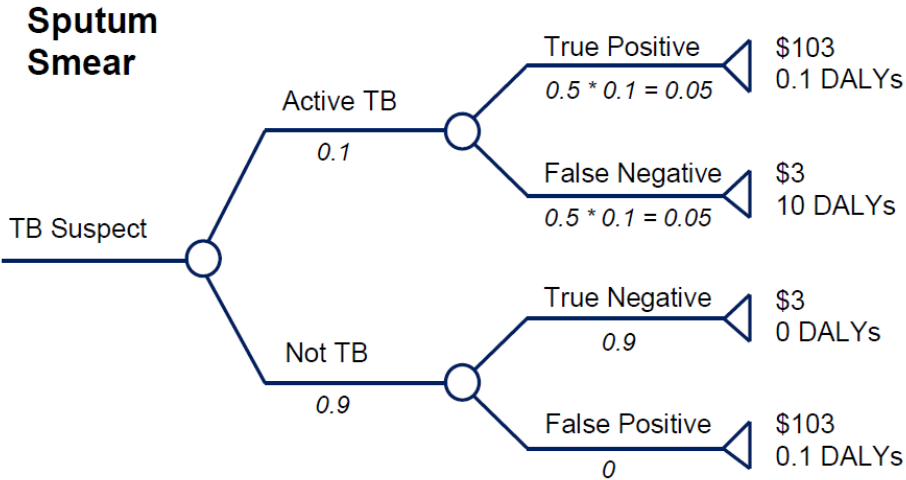 Sputum
Smear
True Positive
0.5 * 0.1 = 0.05
$103
0.1 DALYs
Active TB
0.1
False Negative
0.5 * 0.1 = 0.05
$3
10 DALYs
TB Suspect
True Negative
0.9
$3
0 DALYs
Not TB
0.9
False Positive
0
$103
0.1 DALYs